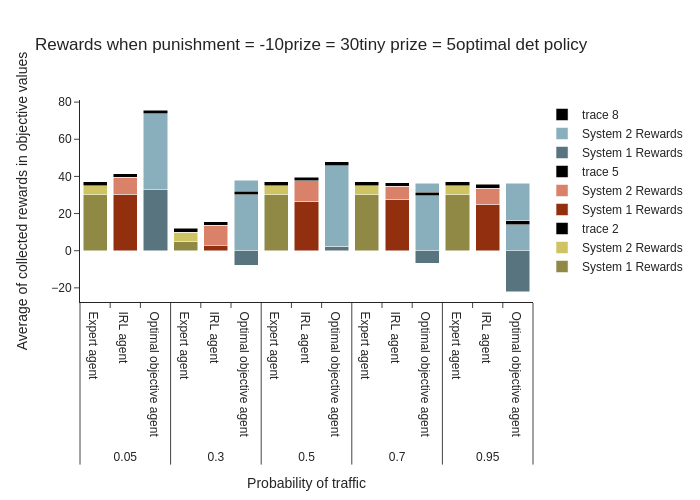 Rewards when punishment = -10prize = 30tiny prize = 5optimal det policy
Average of collected rewards in objective values
80
60
40
20
0
−20
trace 8
System 2 Rewards
System 1 Rewards
trace 5
System 2 Rewards
System 1 Rewards
trace 2
System 2 Rewards
System 1 Rewards
Expert agent
IRL agent
Optimal objective agent
Expert agent
IRL agent
Optimal objective agent
Expert agent
IRL agent
Optimal objective agent
Expert agent
IRL agent
Optimal objective agent
Expert agent
IRL agent
Optimal objective agent
0.05
0.3
0.5
0.7
0.95
Probability of traffic